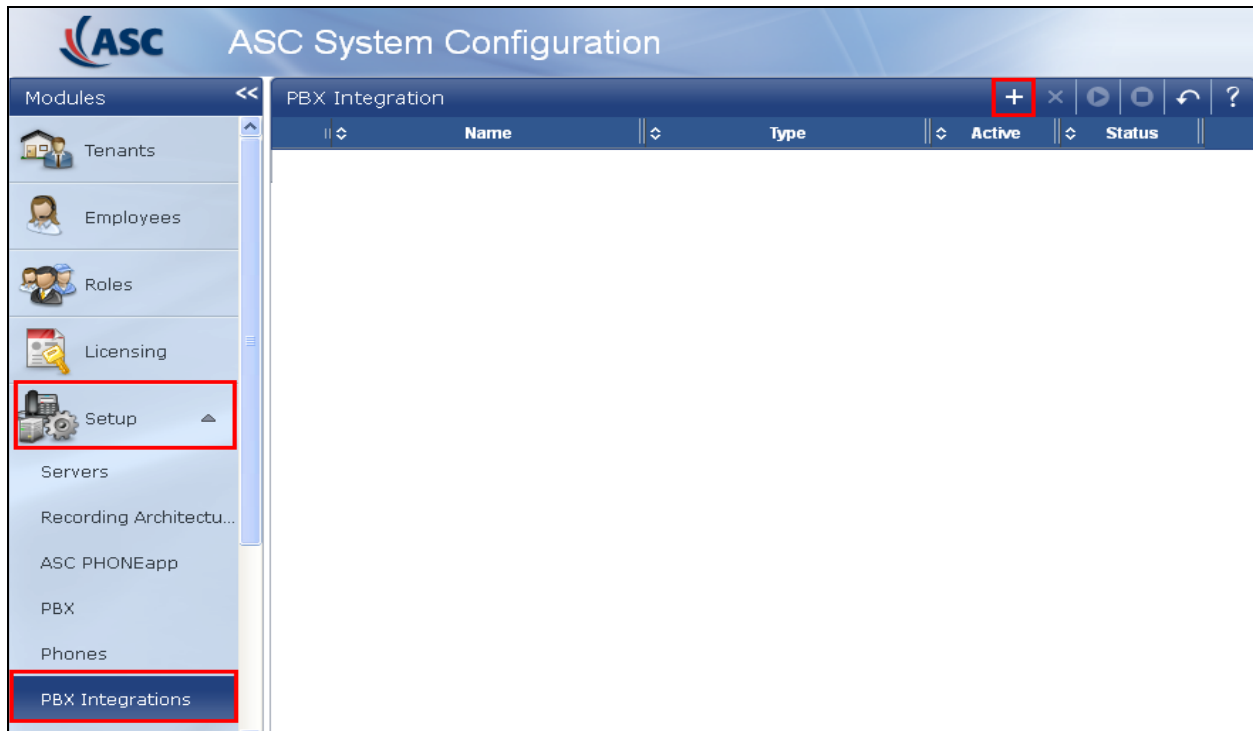 ASC ASC System Configuration
Modules <<
PBX Integration + × ?
Name Type Active Status
Tenants
Employees
Roles
Licensing
Setup
Servers
Recording Architectu...
ASC PHONEapp
PBX
Phones
PBX Integrations